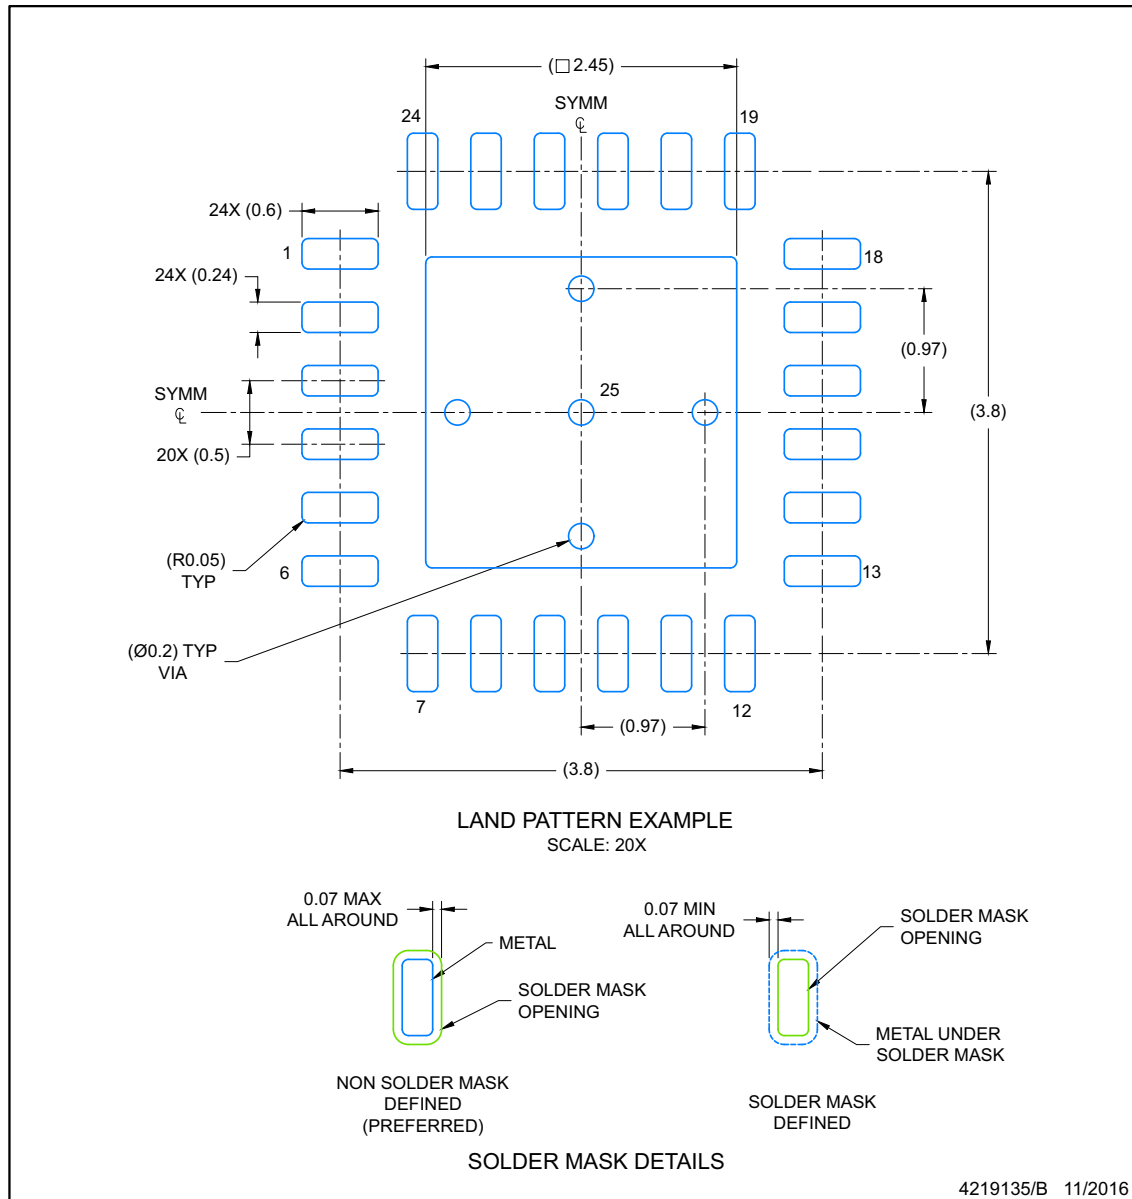 (□2.45)
SYMM
℄
24
19
24X (0.6)
1
18
24X (0.24)
(0.97)
25
SYMM
℄
(3.8)
20X (0.5)
(R0.05)
TYP
6
13
(Ø0.2) TYP
VIA
7
12
(0.97)
(3.8)
LAND PATTERN EXAMPLE
SCALE: 20X
0.07 MAX
ALL AROUND
METAL
SOLDER MASK
OPENING
NON SOLDER MASK
DEFINED
(PREFERRED)
0.07 MIN
ALL AROUND
SOLDER MASK
OPENING
METAL UNDER
SOLDER MASK
SOLDER MASK
DEFINED
SOLDER MASK DETAILS
4219135/B 11/2016